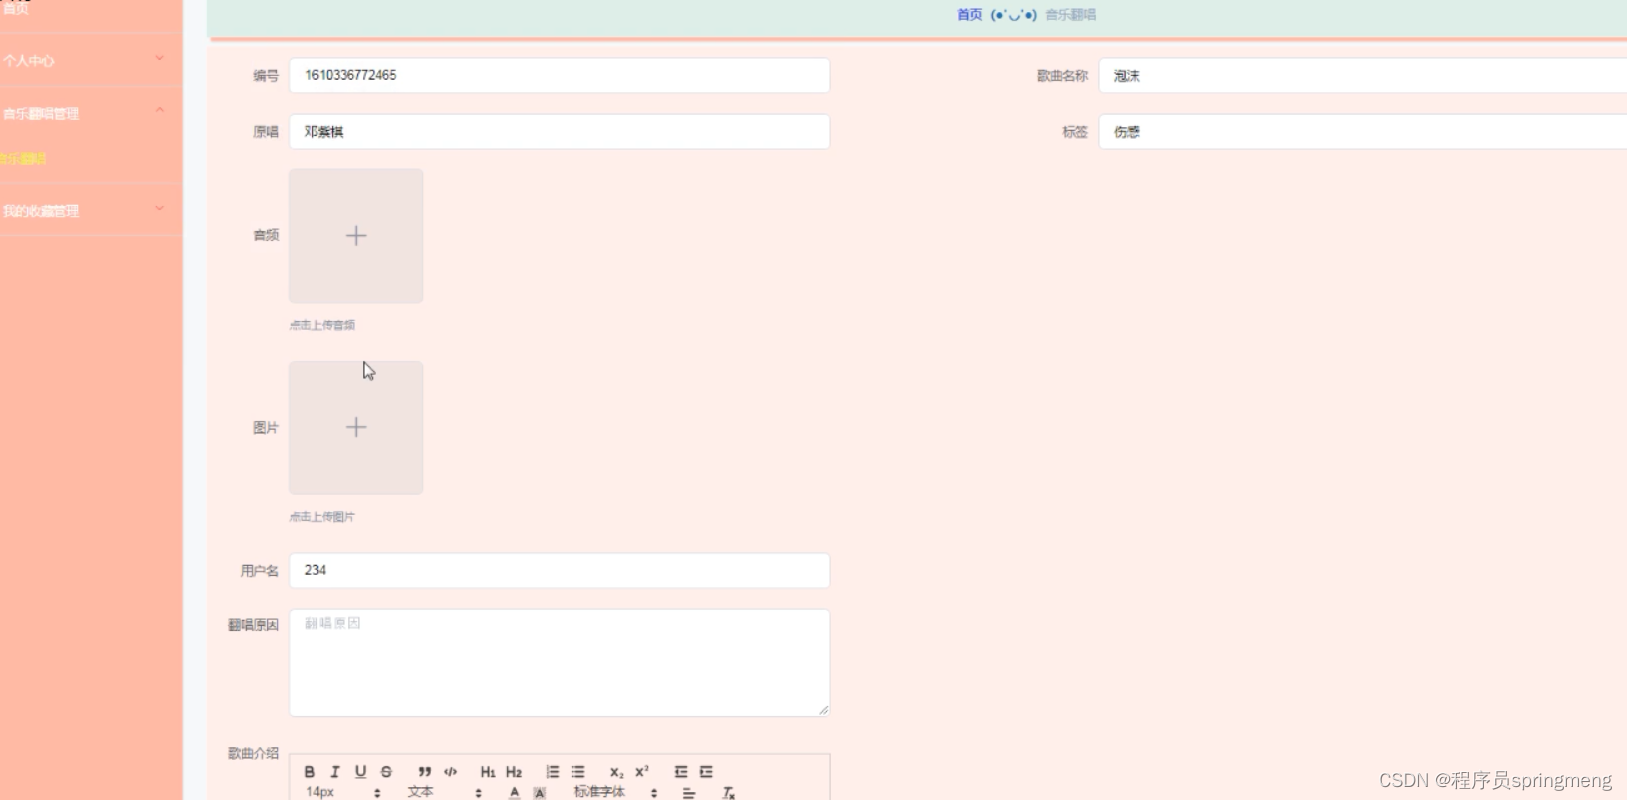 首页
个人中心
音乐翻唱管理
音乐翻唱
我的收藏管理
首页 (●'◡'●) 音乐翻唱
编号 1610336772465 歌曲名称 泡沫
原唱 邓紫棋 标签 伤感
音频
点击上传音频
图片
点击上传图片
用户名 234
翻唱原因 翻唱原因
歌曲介绍
B I U S ” </> H1 H2 X2 X²
14px 文本 A A 标准字体 Tx
CSDN @程序员springmeng